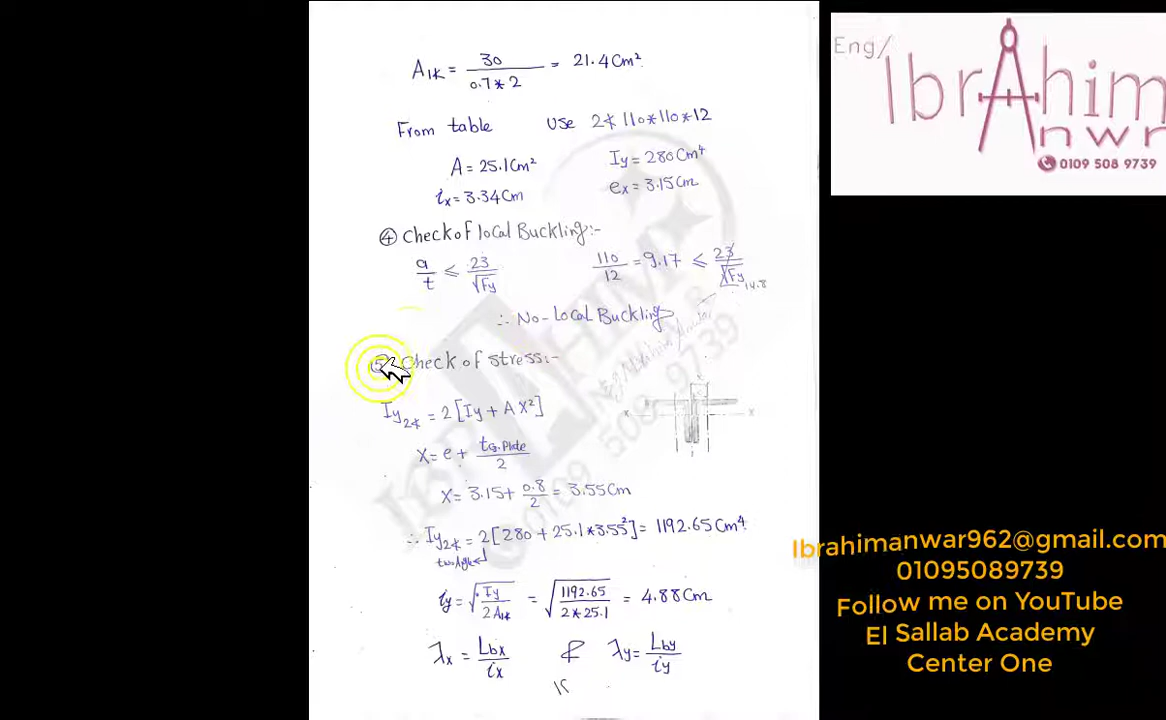 A1* = 30 / 0.7*2 = 21.4 Cm²
From table use 2∢ 110*110*12
A = 25.1 Cm² Iy = 280 Cm⁴
ix = 3.34 Cm ex = 3.15 Cm
④ Check of local Buckling:-
a/t ≤ 23/√Fy 110/12 = 9.17 ≤ 23/√Fy 14.8
∴ No-Local Buckling
⑤ Check of stress:-
Iy2∢ = 2[Iy + A X²]
X = e + tG.Plate/2
X = 3.15 + 0.8/2 = 3.55 Cm
∴ Iy2∢ = 2[280 + 25.1*3.55²] = 1192.65 Cm⁴
iy = √(Iy/2A1*) = √(1192.65/2*25.1) = 4.88 Cm
λx = Lbx/ix & λy = Lby/iy
Eng/
IbrAhim
Anwr
0109 508 9739
Ibrahimanwar962@gmail.com
01095089739
Follow me on YouTube
El Sallab Academy
Center One